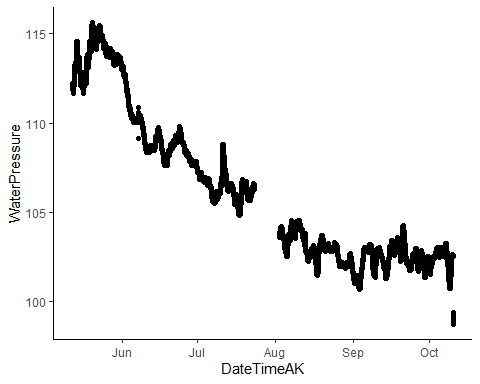 115
110
105
100
WaterPressure
Jun Jul Aug Sep Oct
DateTimeAK